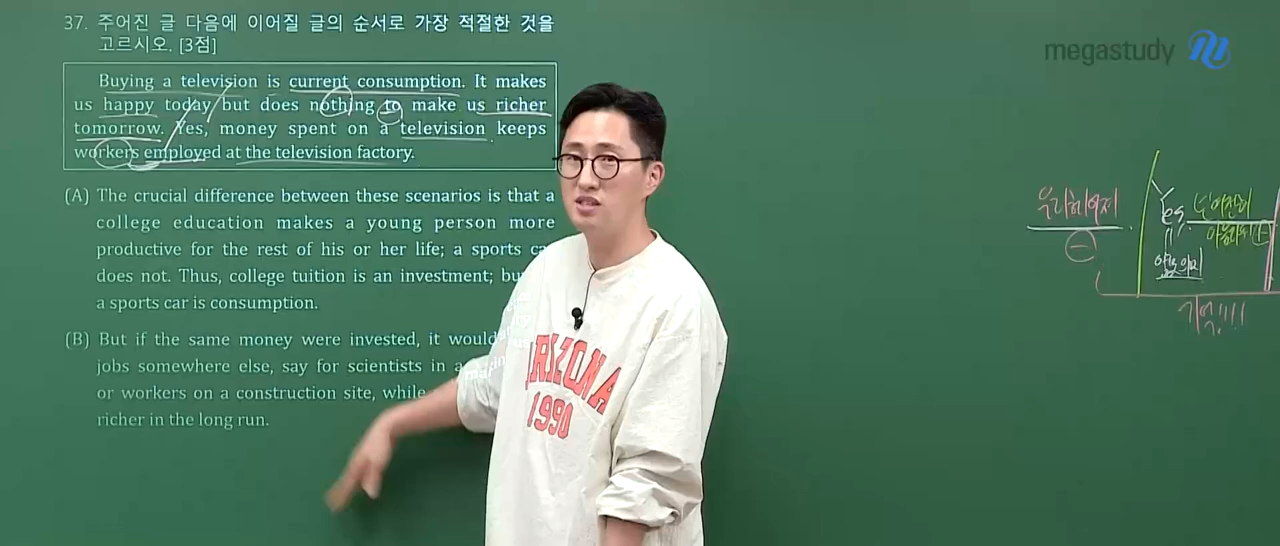 37. 주어진 글 다음에 이어질 글의 순서로 가장 적절한 것을
고르시오. [3점]
Buying a television is current consumption. It makes
us happy today but does nothing to make us richer
tomorrow. Yes, money spent on a television keeps
workers employed at the television factory.
(A) The crucial difference between these scenarios is that a
college education makes a young person more
productive for the rest of his or her life; a sports
does not. Thus, college tuition is an investment;
a sports car is consumption.
(B) But if the same money were invested, it would
jobs somewhere else, say for scientists in a
or workers on a construction site, while
richer in the long run.
megastudy
ARIZONA
1990
Yes